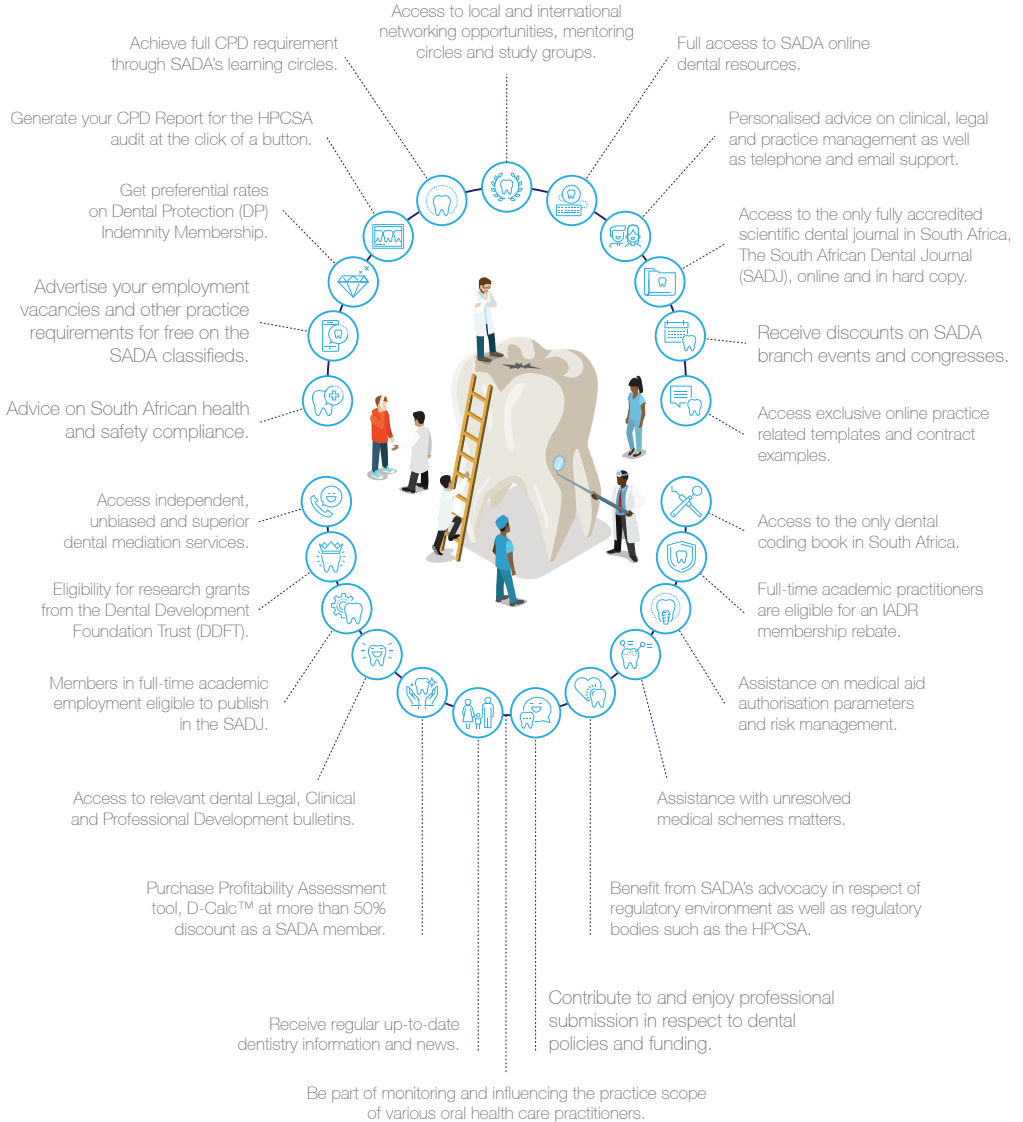 Access to local and international
networking opportunities, mentoring
circles and study groups.
Achieve full CPD requirement
through SADA's learning circles.
Full access to SADA online
dental resources.
Generate your CPD Report for the HPCSA
audit at the click of a button.
Personalised advice on clinical, legal
and practice management as well
as telephone and email support.
Get preferential rates
on Dental Protection (DP)
Indemnity Membership.
Access to the only fully accredited
scientific dental journal in South Africa,
The South African Dental Journal
(SADJ), online and in hard copy.
Advertise your employment
vacancies and other practice
requirements for free on the
SADA classifieds.
Receive discounts on SADA
branch events and congresses.
Advice on South African health
and safety compliance.
Access exclusive online practice
related templates and contract
examples.
Access independent,
unbiased and superior
dental mediation services.
Access to the only dental
coding book in South Africa.
Eligibility for research grants
from the Dental Development
Foundation Trust (DDFT).
Full-time academic practitioners
are eligible for an IADR
membership rebate.
Members in full-time academic
employment eligible to publish
in the SADJ.
Assistance on medical aid
authorisation parameters
and risk management.
Access to relevant dental Legal, Clinical
and Professional Development bulletins.
Assistance with unresolved
medical schemes matters.
Purchase Profitability Assessment
tool, D-Calc™ at more than 50%
discount as a SADA member.
Benefit from SADA's advocacy in respect of
regulatory environment as well as regulatory
bodies such as the HPCSA.
Receive regular up-to-date
dentistry information and news.
Contribute to and enjoy professional
submission in respect to dental
policies and funding.
Be part of monitoring and influencing the practice scope
of various oral health care practitioners.